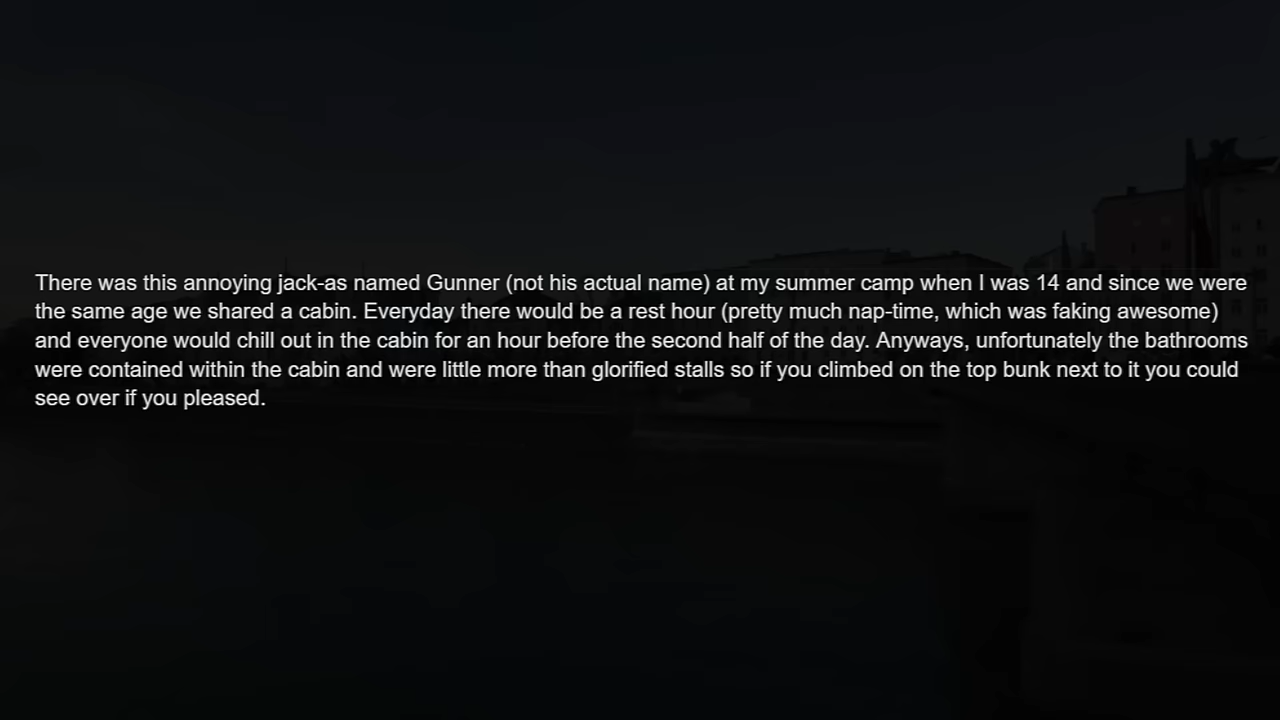 There was this annoying jack-as named Gunner (not his actual name) at my summer camp when I was 14 and since we were
the same age we shared a cabin. Everyday there would be a rest hour (pretty much nap-time, which was faking awesome)
and everyone would chill out in the cabin for an hour before the second half of the day. Anyways, unfortunately the bathrooms
were contained within the cabin and were little more than glorified stalls so if you climbed on the top bunk next to it you could
see over if you pleased.